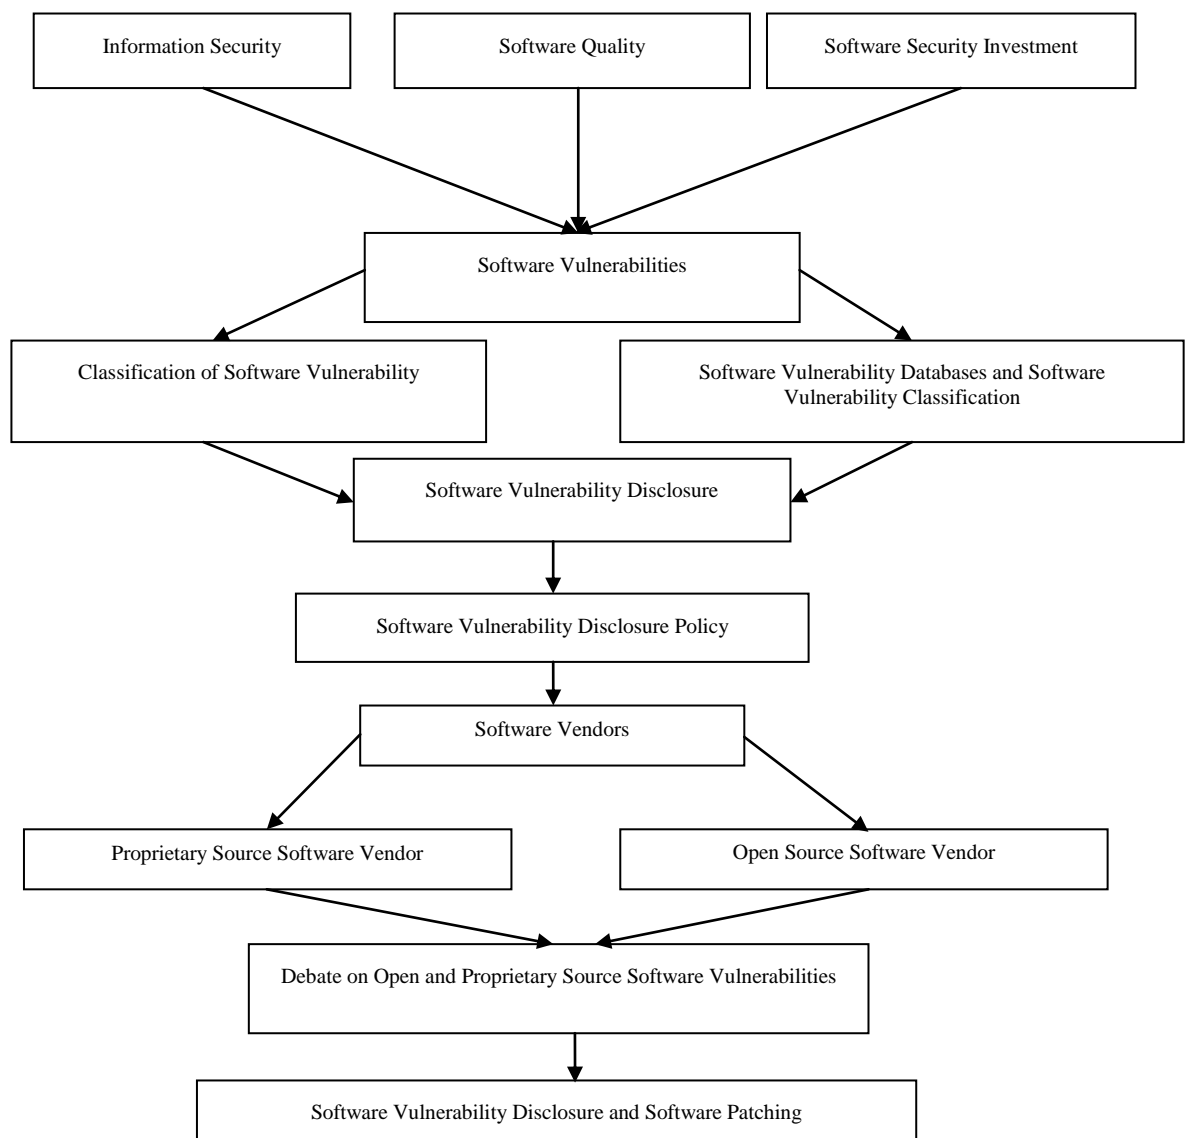 Information Security
Software Quality
Software Security Investment
Software Vulnerabilities
Classification of Software Vulnerability
Software Vulnerability Databases and Software
Vulnerability Classification
Software Vulnerability Disclosure
Software Vulnerability Disclosure Policy
Software Vendors
Proprietary Source Software Vendor
Open Source Software Vendor
Debate on Open and Proprietary Source Software Vulnerabilities
Software Vulnerability Disclosure and Software Patching